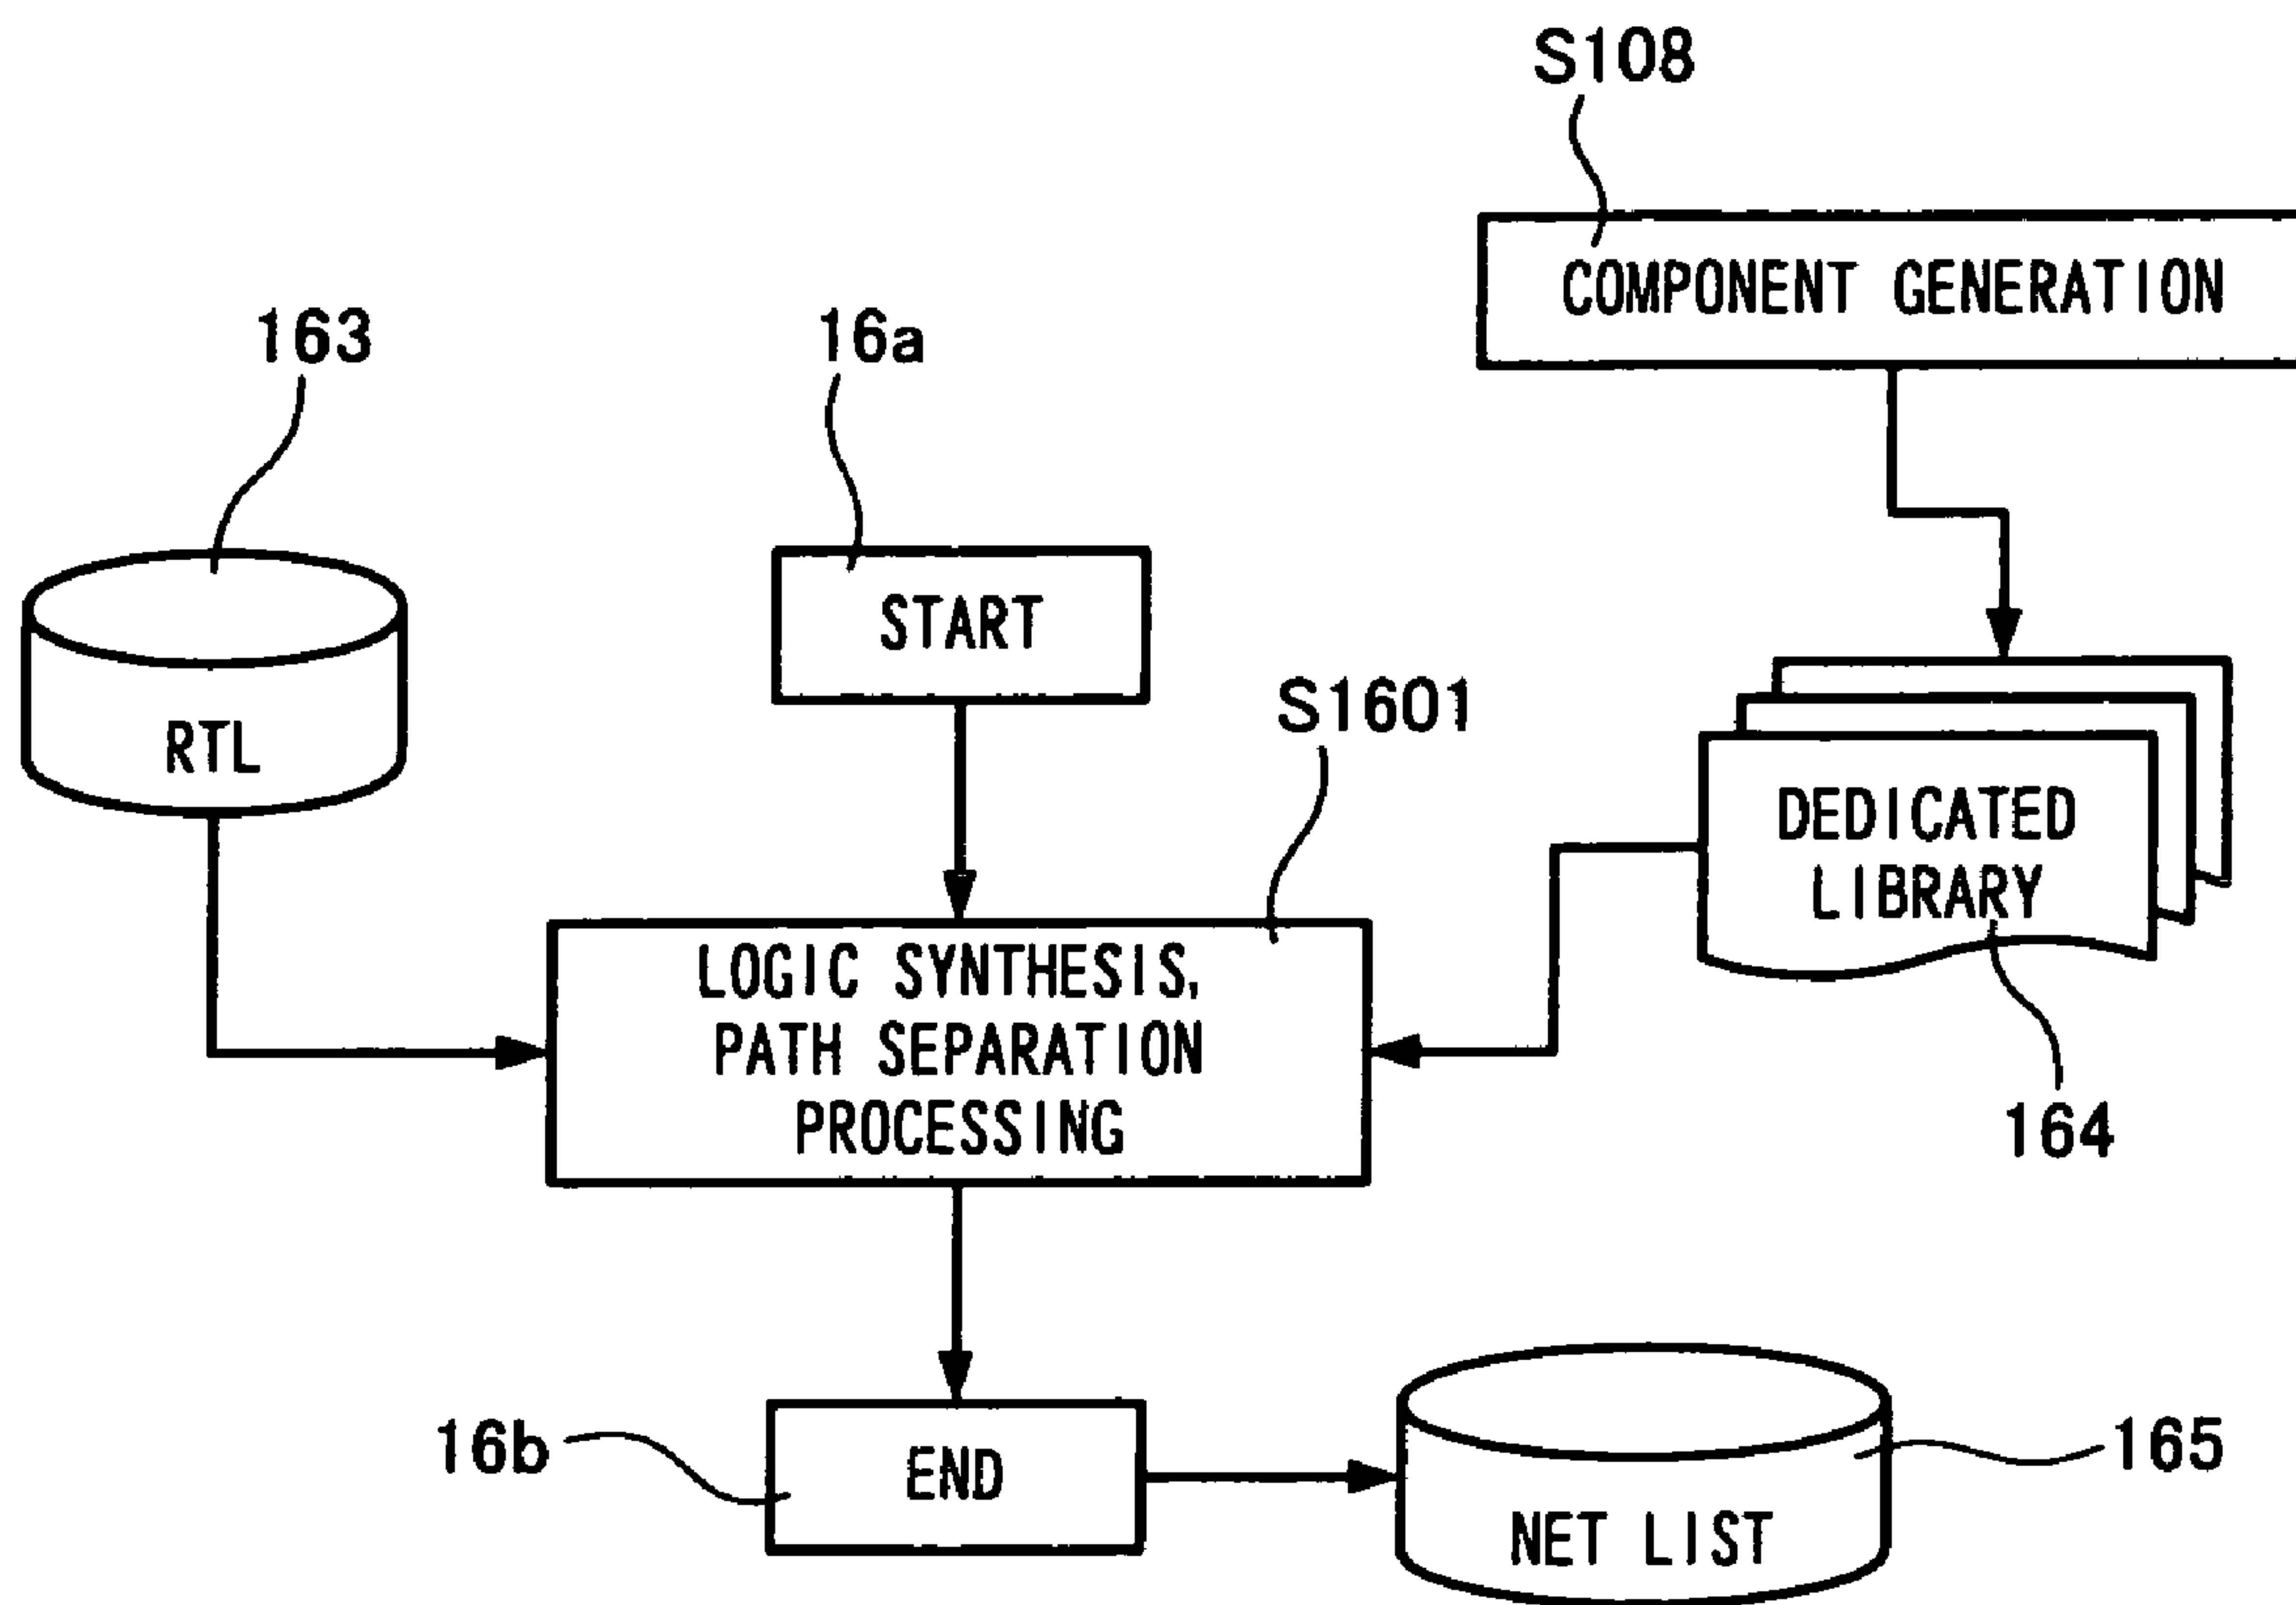 S108
COMPONENT GENERATION
163
16a
START
RTL
S1601
DEDICATED
LIBRARY
LOGIC SYNTHESIS,
PATH SEPARATION
PROCESSING
164
16b
END
165
NET LIST